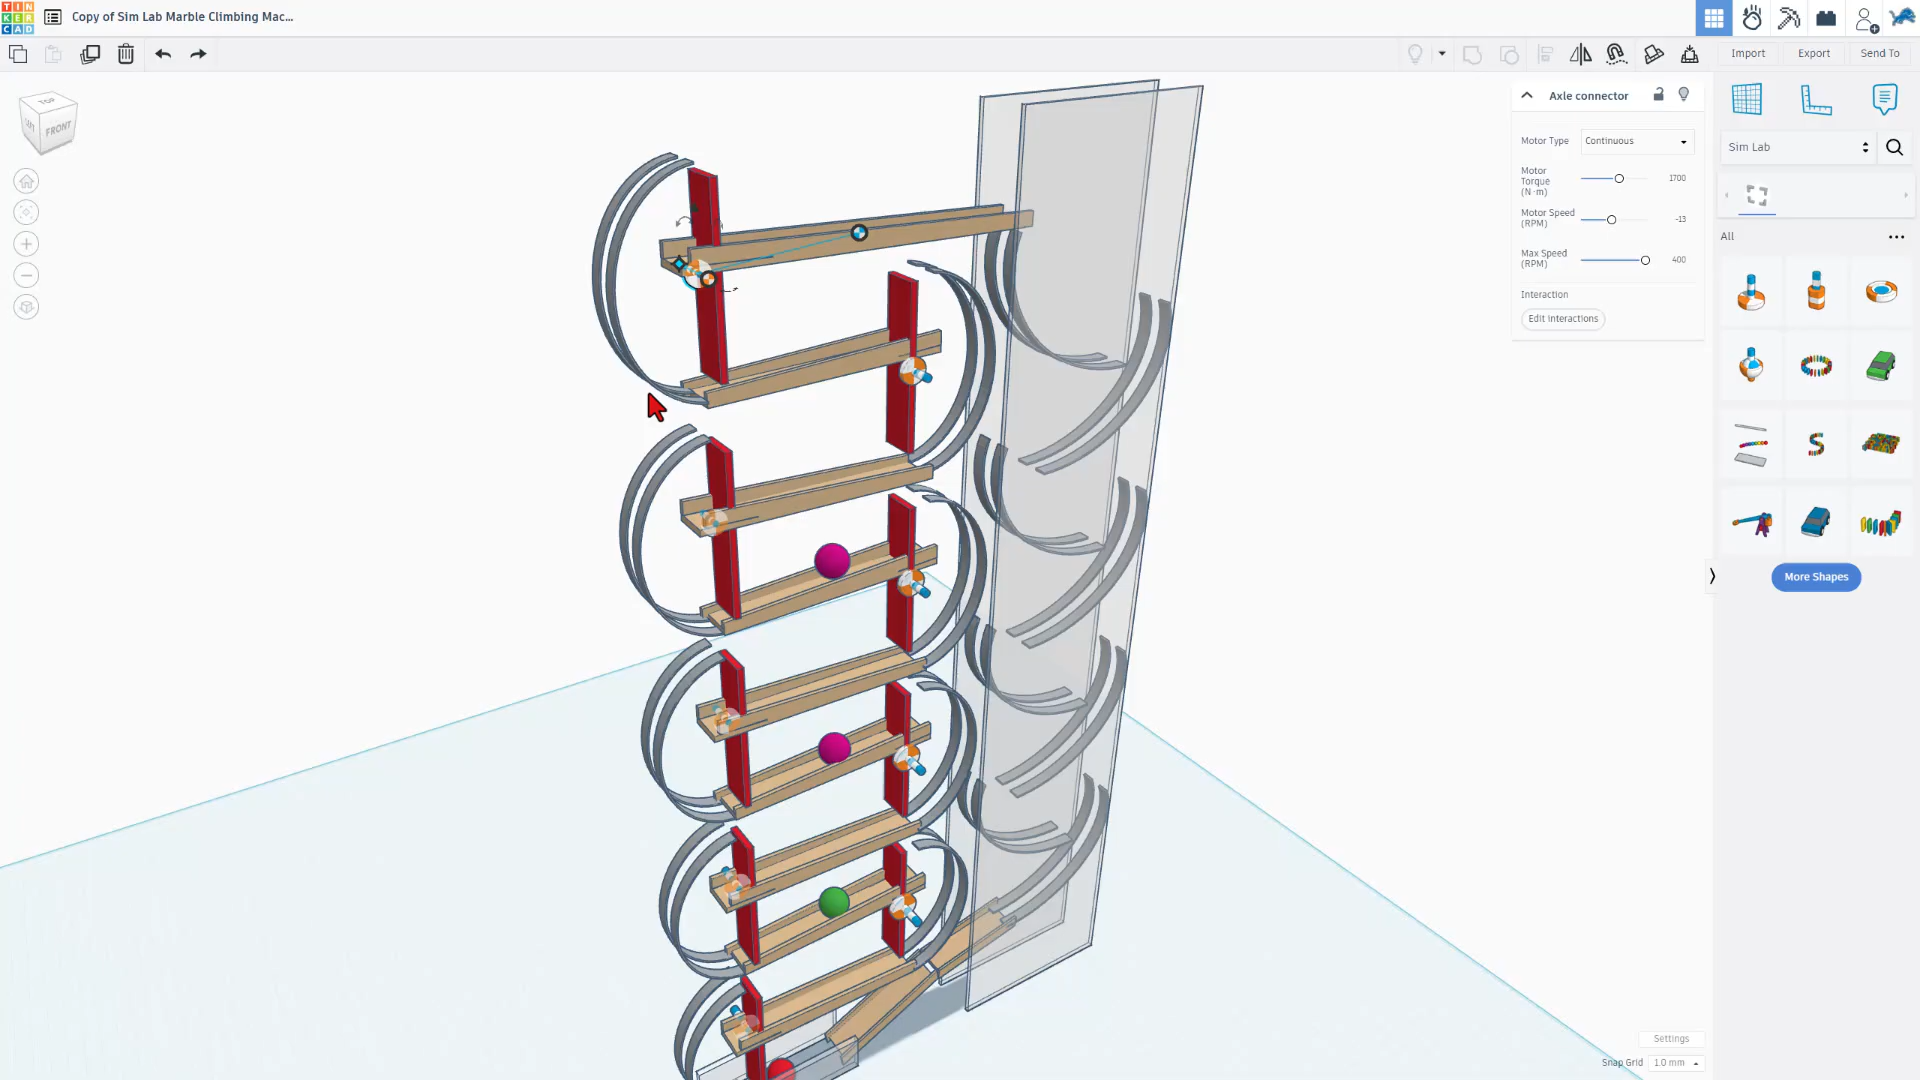 TIN
KER
CAD
Copy of Sim Lab Marble Climbing Mac...
Import
Export
Send To
TOP
LEFT
FRONT
Axle connector
Motor Type
Continuous
Motor
Torque
(N·m)
1700
Motor Speed
(RPM)
-13
Max Speed
(RPM)
400
Interaction
Edit interactions
Sim Lab
All
More Shapes
Settings
Snap Grid
1.0 mm